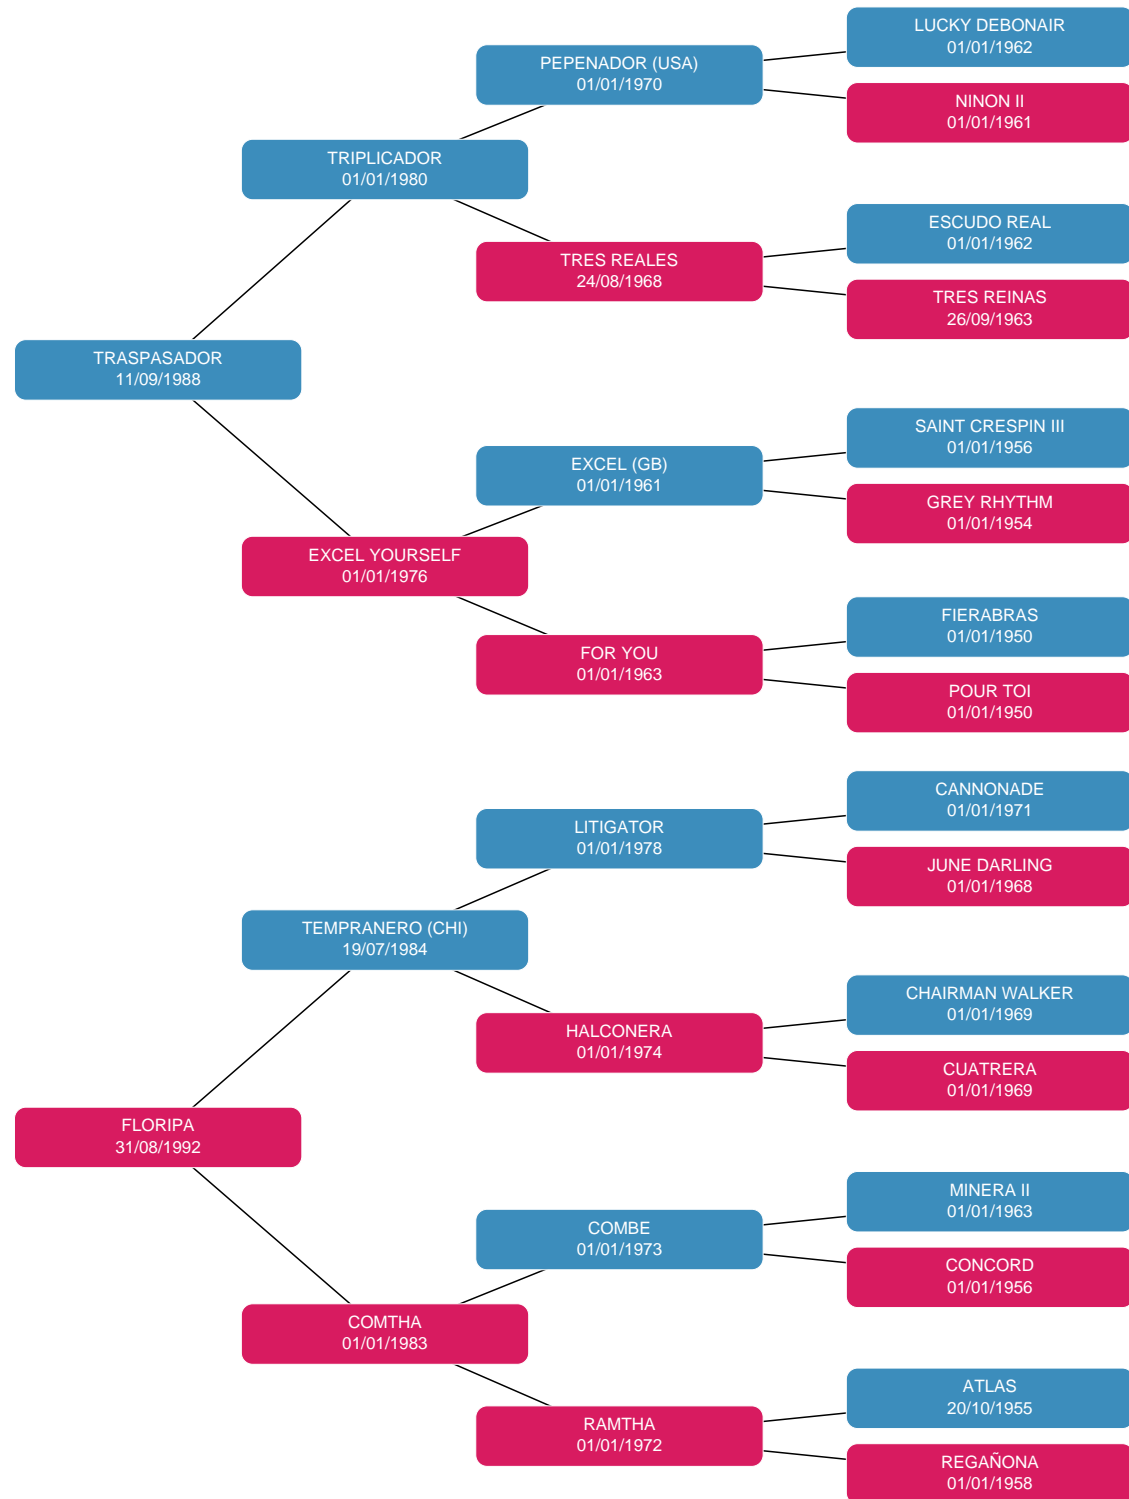 LUCKY DEBONAIR
01/01/1962
PEPENADOR (USA)
01/01/1970
NINON II
01/01/1961
TRIPLICADOR
01/01/1980
ESCUDO REAL
01/01/1962
TRES REALES
24/08/1968
TRES REINAS
26/09/1963
TRASPASADOR
11/09/1988
SAINT CRESPIN III
01/01/1956
EXCEL (GB)
01/01/1961
GREY RHYTHM
01/01/1954
EXCEL YOURSELF
01/01/1976
FIERABRAS
01/01/1950
FOR YOU
01/01/1963
POUR TOI
01/01/1950
CANNONADE
01/01/1971
LITIGATOR
01/01/1978
JUNE DARLING
01/01/1968
TEMPRANERO (CHI)
19/07/1984
CHAIRMAN WALKER
01/01/1969
HALCONERA
01/01/1974
CUATRERA
01/01/1969
FLORIPA
31/08/1992
MINERA II
01/01/1963
COMBE
01/01/1973
CONCORD
01/01/1956
COMTHA
01/01/1983
ATLAS
20/10/1955
RAMTHA
01/01/1972
REGAÑONA
01/01/1958